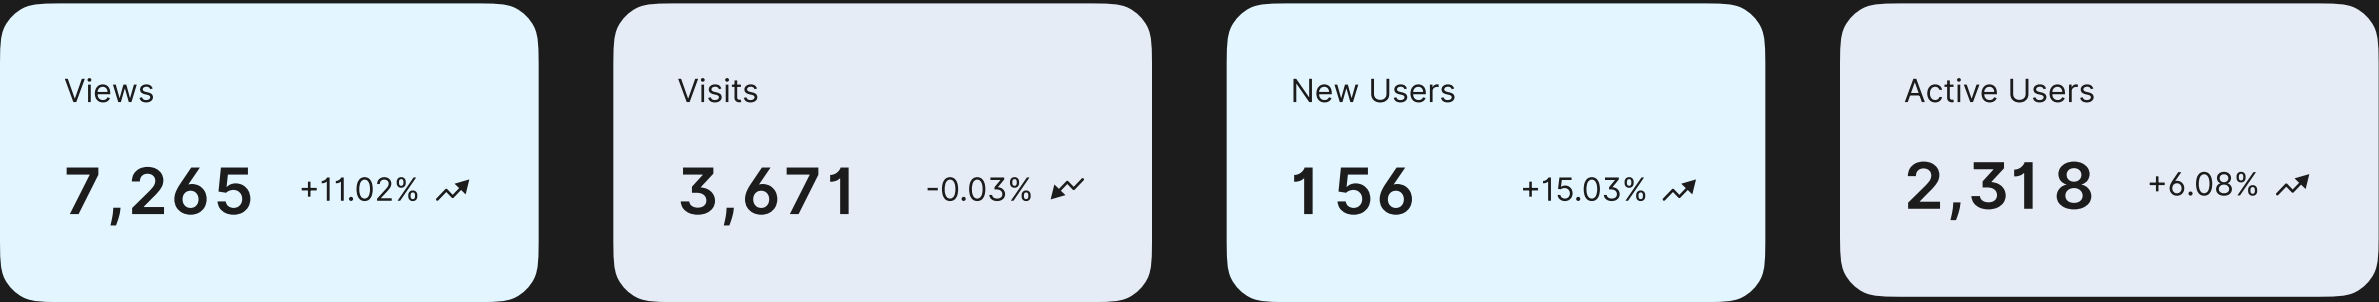 Views
7,265 +11.02%
Visits
3,671 -0.03%
New Users
156 +15.03%
Active Users
2,318 +6.08%